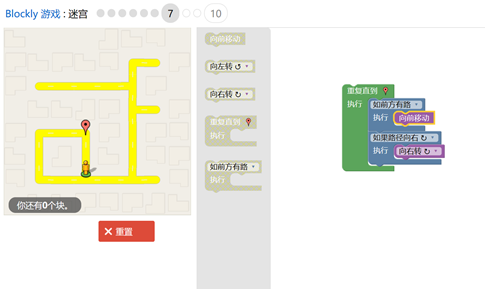 Blockly 游戏 : 迷宫 7 10
向前移动
向左转 ↺
向右转 ↻
重复直到
执行
如前方有路
执行
重复直到
执行 如前方有路
执行 向前移动
如果路径向右 ↻
执行 向右转 ↻
你还有0个块。
重置